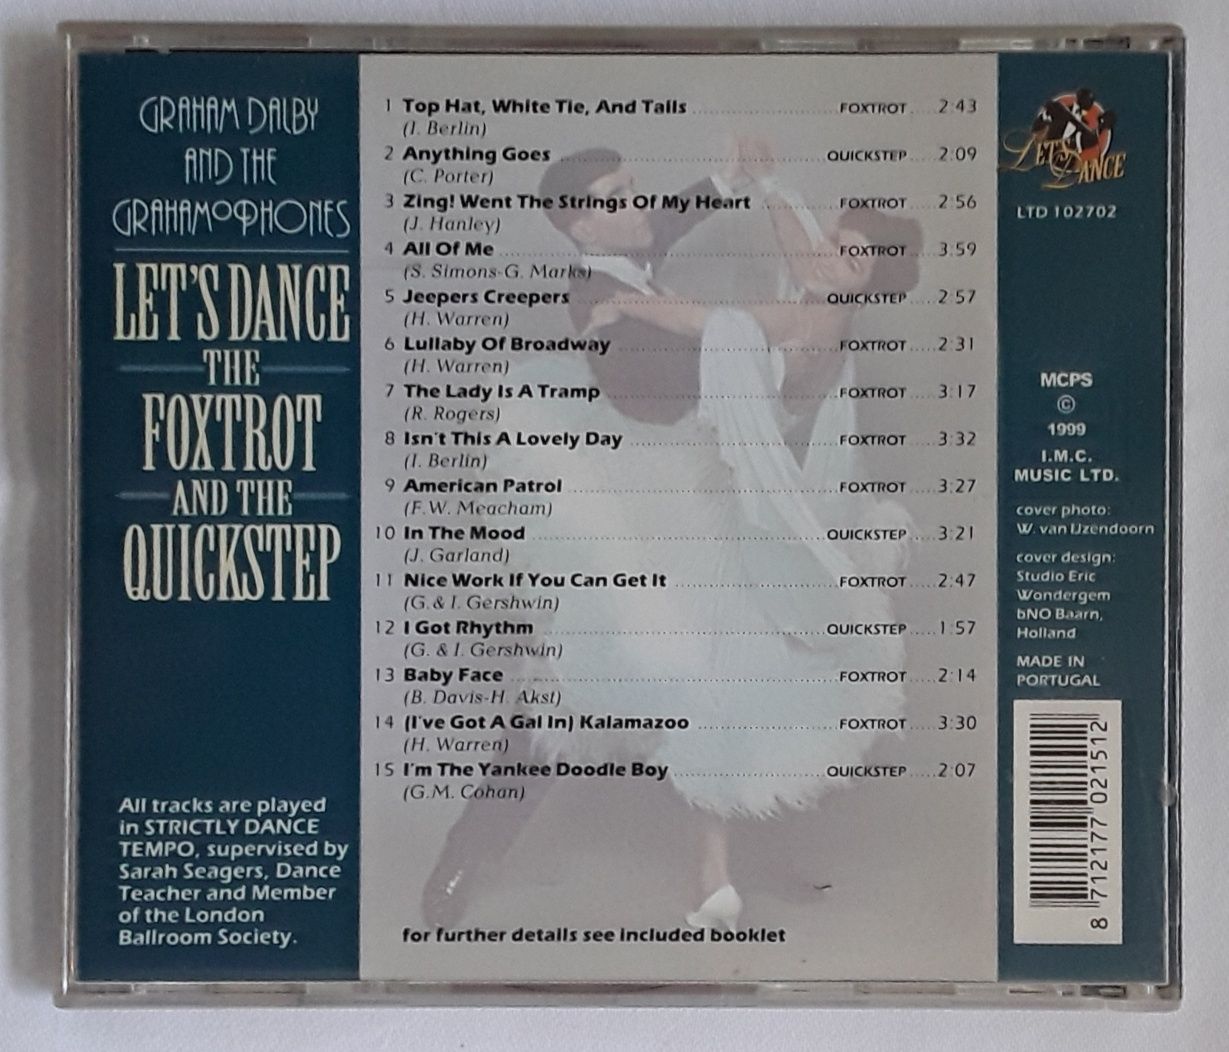 GRAHAM DALBY
AND THE
GRAHAMOPHONES
LET'S DANCE
THE
FOXTROT
AND THE
QUICKSTEP
All tracks are played
in STRICTLY DANCE
TEMPO, supervised by
Sarah Seagers, Dance
Teacher and Member
of the London
Ballroom Society.
1 Top Hat, White Tie, And Tails FOXTROT 2:43
(I. Berlin)
2 Anything Goes QUICKSTEP 2:09
(C. Porter)
3 Zing! Went The Strings Of My Heart FOXTROT 2:56
(J. Hanley)
4 All Of Me FOXTROT 3:59
(S. Simons-G. Marks)
5 Jeepers Creepers QUICKSTEP 2:57
(H. Warren)
6 Lullaby Of Broadway FOXTROT 2:31
(H. Warren)
7 The Lady Is A Tramp FOXTROT 3:17
(R. Rogers)
8 Isn't This A Lovely Day FOXTROT 3:32
(I. Berlin)
9 American Patrol FOXTROT 3:27
(F.W. Meacham)
10 In The Mood QUICKSTEP 3:21
(J. Garland)
11 Nice Work If You Can Get It FOXTROT 2:47
(G. & I. Gershwin)
12 I Got Rhythm QUICKSTEP 1:57
(G. & I. Gershwin)
13 Baby Face FOXTROT 2:14
(B. Davis-H. Akst)
14 (I've Got A Gal In) Kalamazoo FOXTROT 3:30
(H. Warren)
15 I'm The Yankee Doodle Boy QUICKSTEP 2:07
(G.M. Cohan)
for further details see included booklet
LET'S
DANCE
LTD 102702
MCPS
©
1999
I.M.C.
MUSIC LTD.
cover photo:
W. van IJzendoorn
cover design:
Studio Eric
Wondergem
bNO Baarn,
Holland
MADE IN
PORTUGAL
8 712177 021512